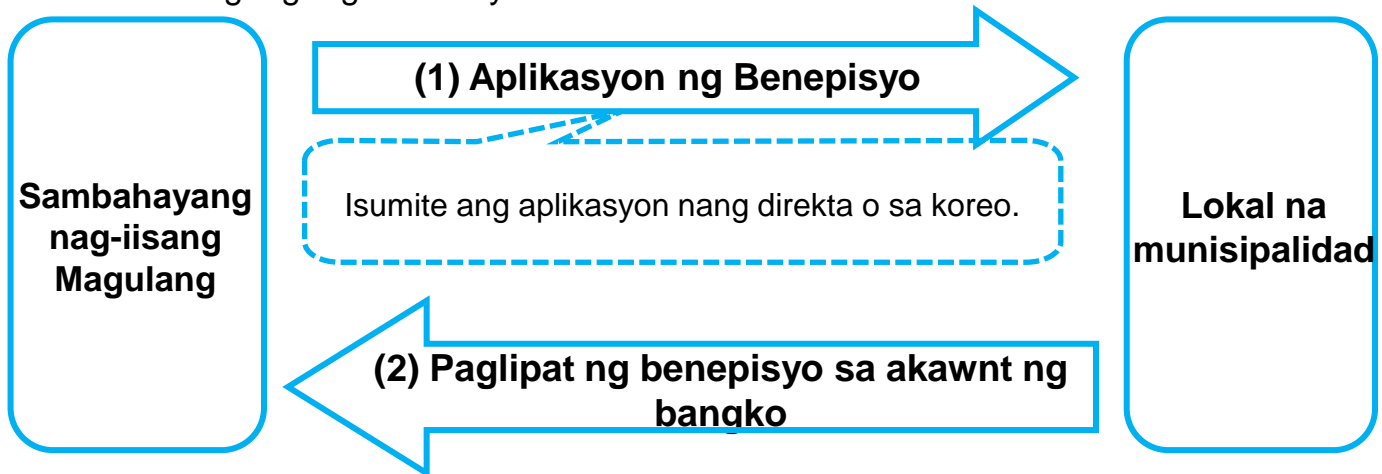 (1) Aplikasyon ng Benepisyo
Sambahayang
nag-iisang
Magulang
Isumite ang aplikasyon nang direkta o sa koreo.
Lokal na
munisipalidad
(2) Paglipat ng benepisyo sa akawnt ng
bangko